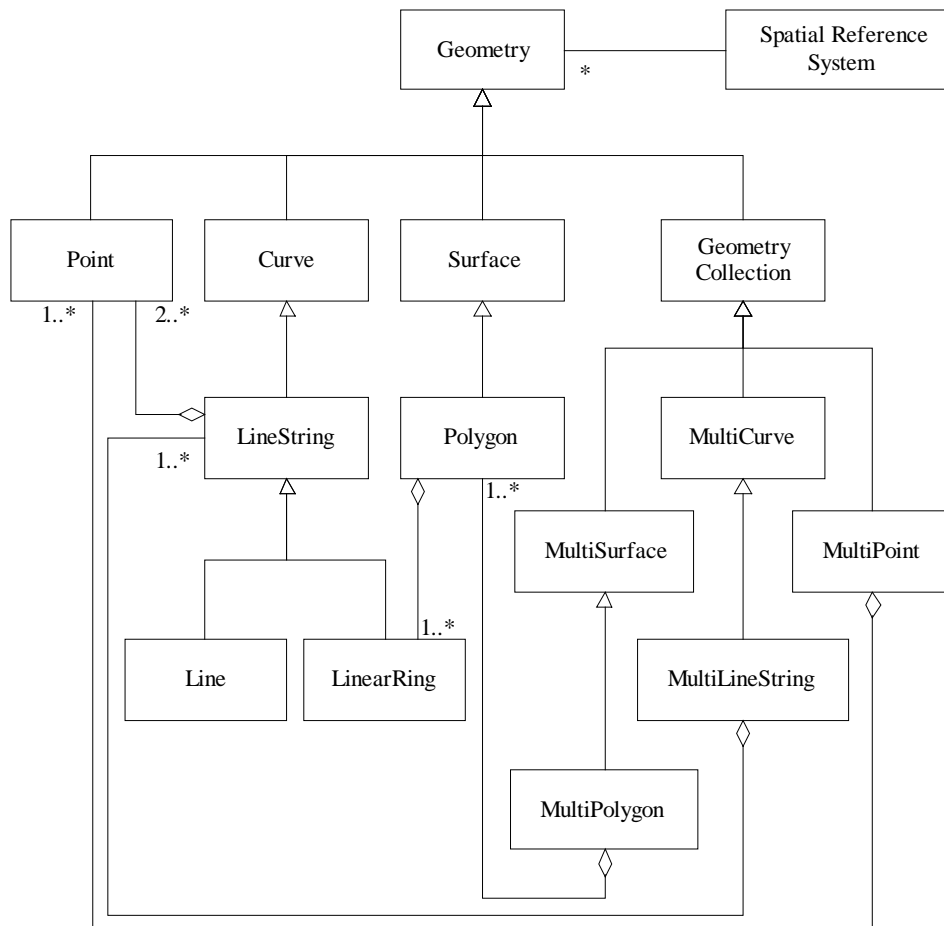 Geometry
Spatial Reference
System
*
Point
Curve
Surface
Geometry
Collection
1..*
2..*
LineString
Polygon
MultiCurve
1..*
1..*
MultiSurface
MultiPoint
1..*
Line
LinearRing
MultiLineString
MultiPolygon